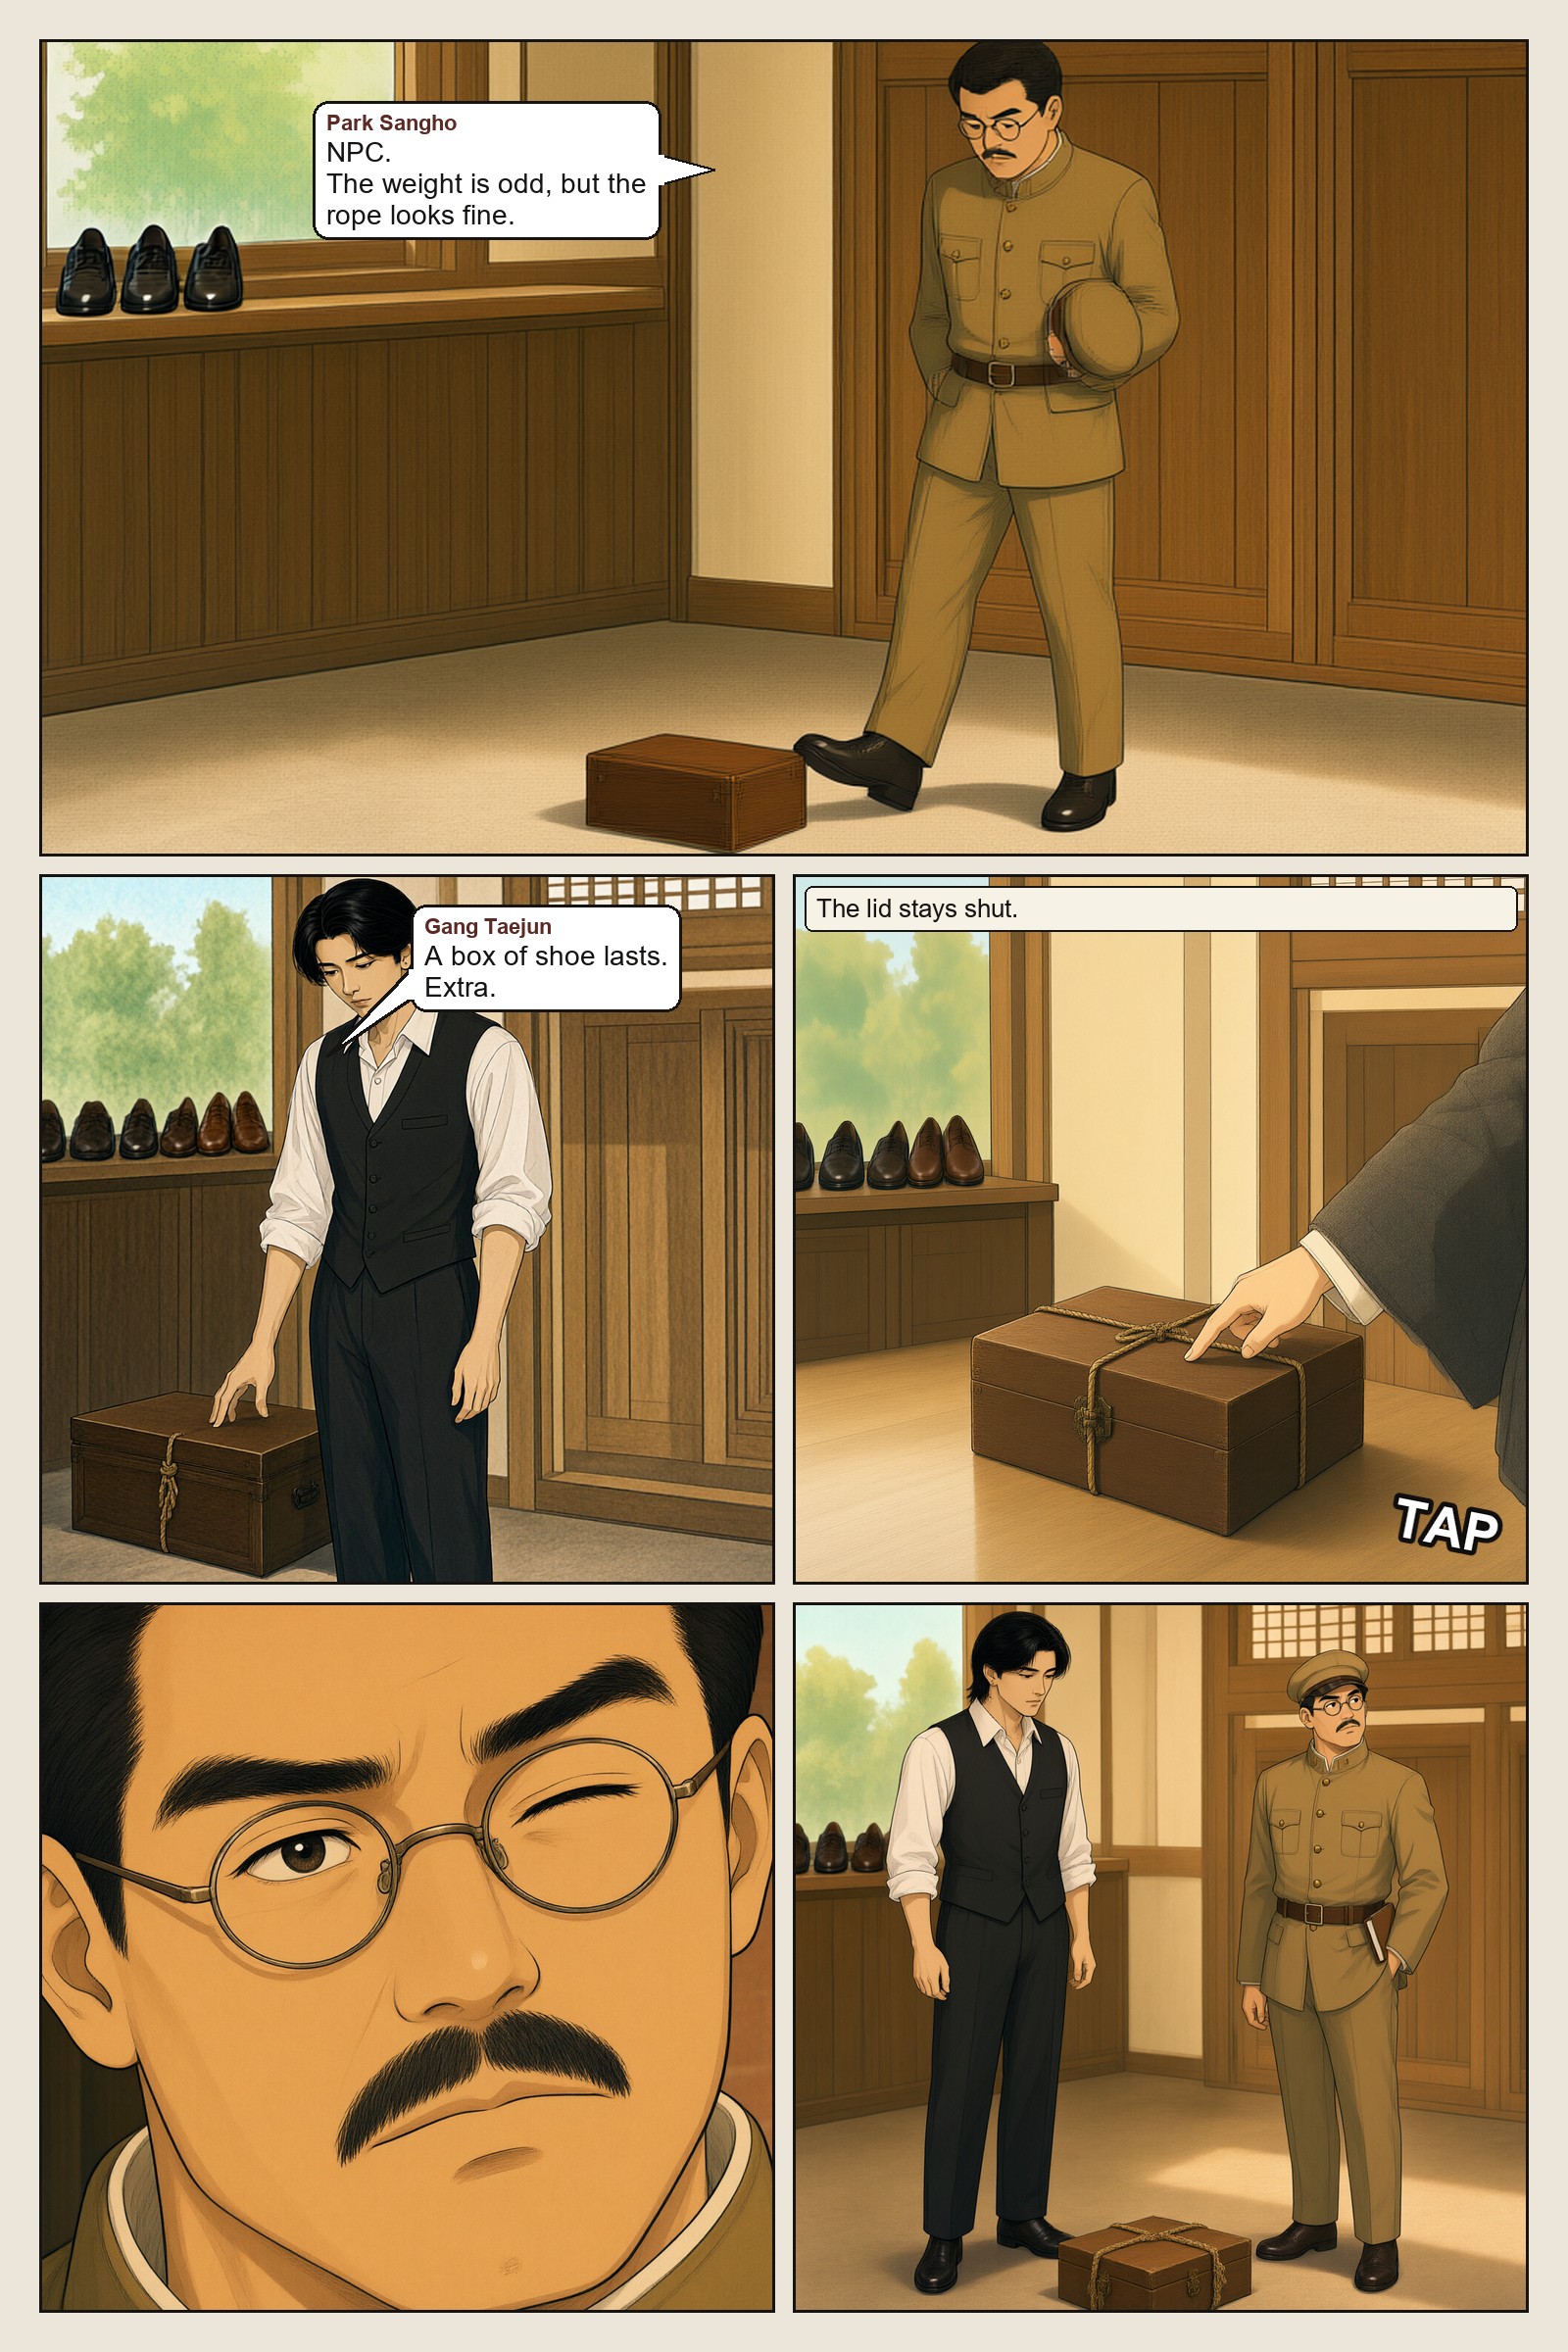 Park Sangho
NPC.
The weight is odd, but the
rope looks fine.
Gang Taejun
A box of shoe lasts.
Extra.
The lid stays shut.
TAP